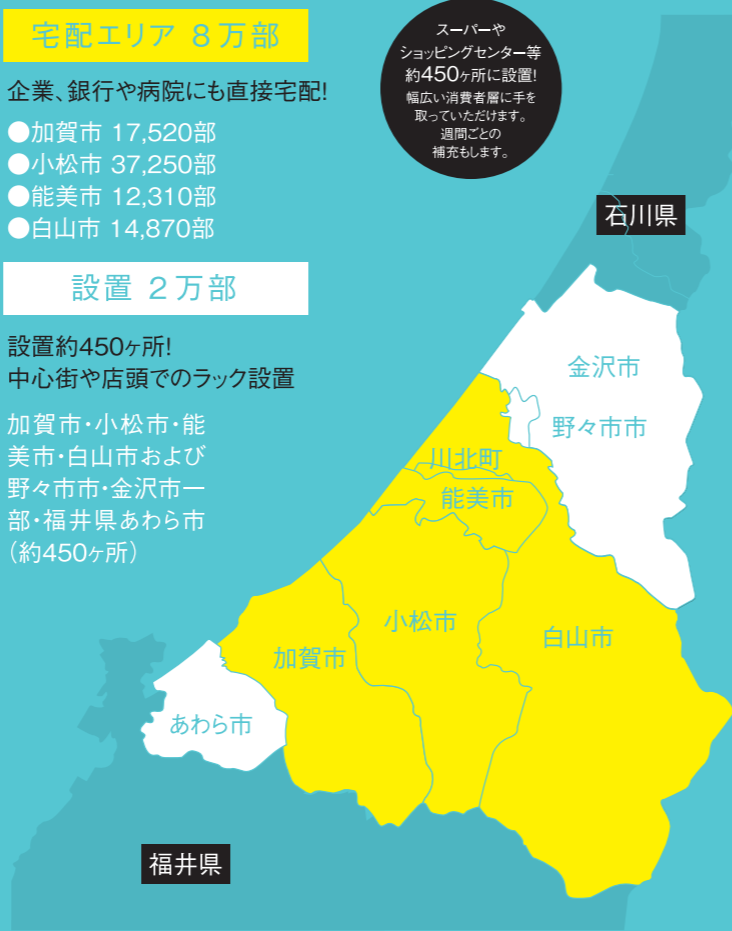 宅配エリア 8万部
企業、銀行や病院にも直接宅配!
●加賀市 17,520部
●小松市 37,250部
●能美市 12,310部
●白山市 14,870部
設置 2万部
設置約450ヶ所!
中心街や店頭でのラック設置
加賀市・小松市・能
美市・白山市および
野々市市・金沢市一
部・福井県あわら市
(約450ヶ所)
スーパーや
ショッピングセンター等
約450ヶ所に設置!
幅広い消費者層に手を
取っていただけます。
週間ごとの
補充もします。
石川県
金沢市
野々市市
川北町
能美市
小松市
白山市
加賀市
あわら市
福井県